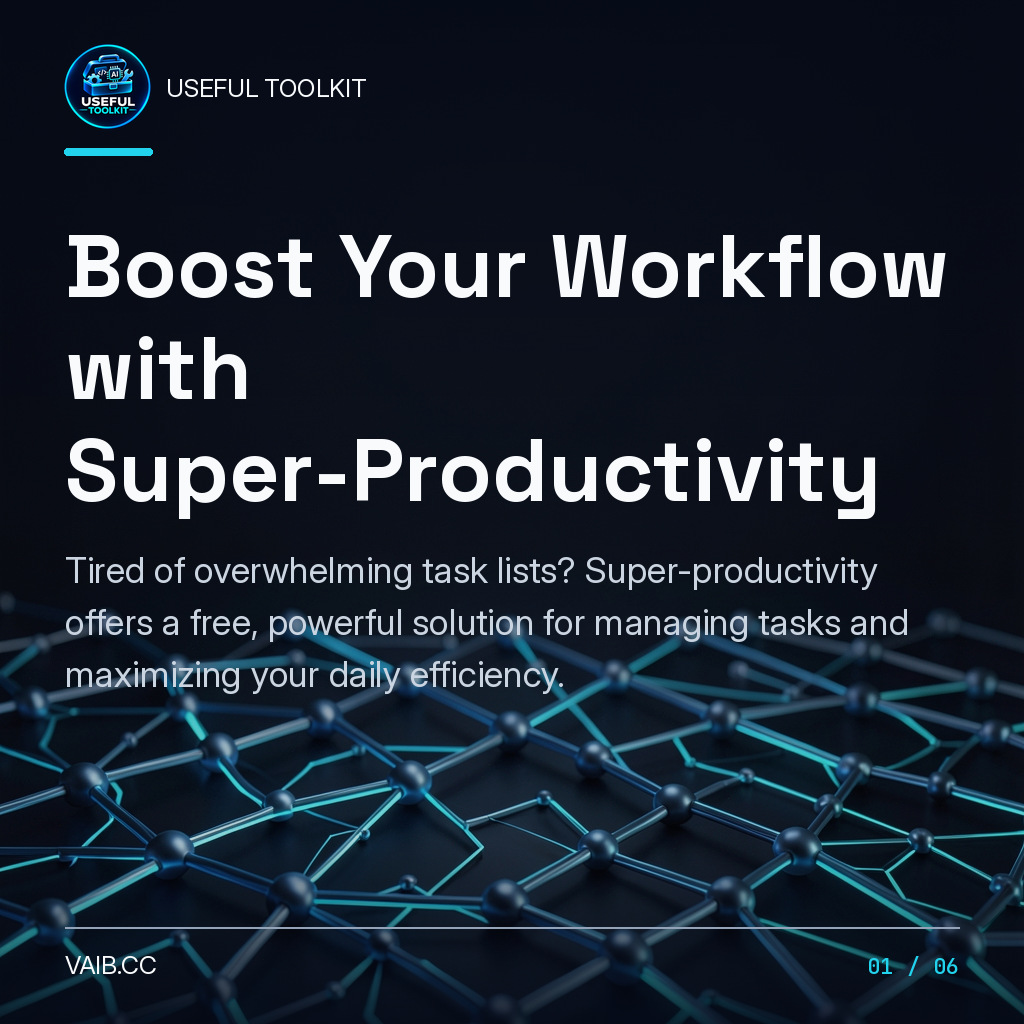 USEFUL
TOOLKIT
AI
USEFUL TOOLKIT
Boost Your Workflow
with
Super-Productivity
Tired of overwhelming task lists? Super-productivity
offers a free, powerful solution for managing tasks and
maximizing your daily efficiency.
VAIB.CC
01 / 06